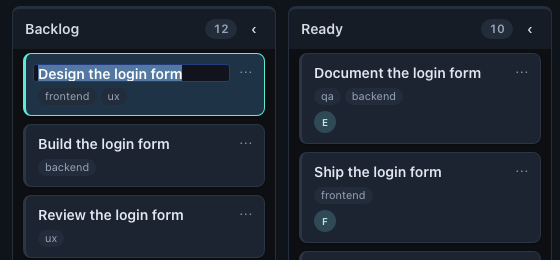 Backlog 12 ‹
Design the login form ...
frontend ux
Build the login form ...
backend
Review the login form ...
ux
Ready 10 ‹
Document the login form ...
qa backend
E
Ship the login form ...
frontend
F